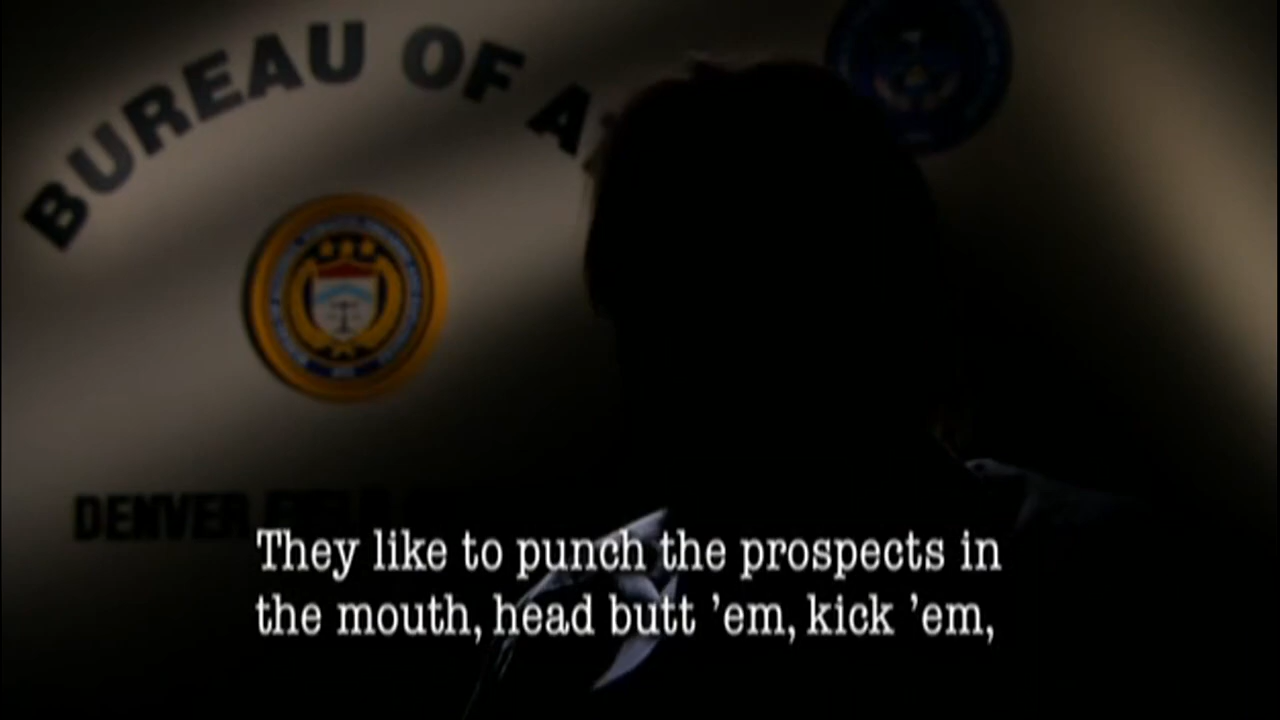 BUREAU OF A
DENVER
They like to punch the prospects in
the mouth, head butt 'em, kick 'em,